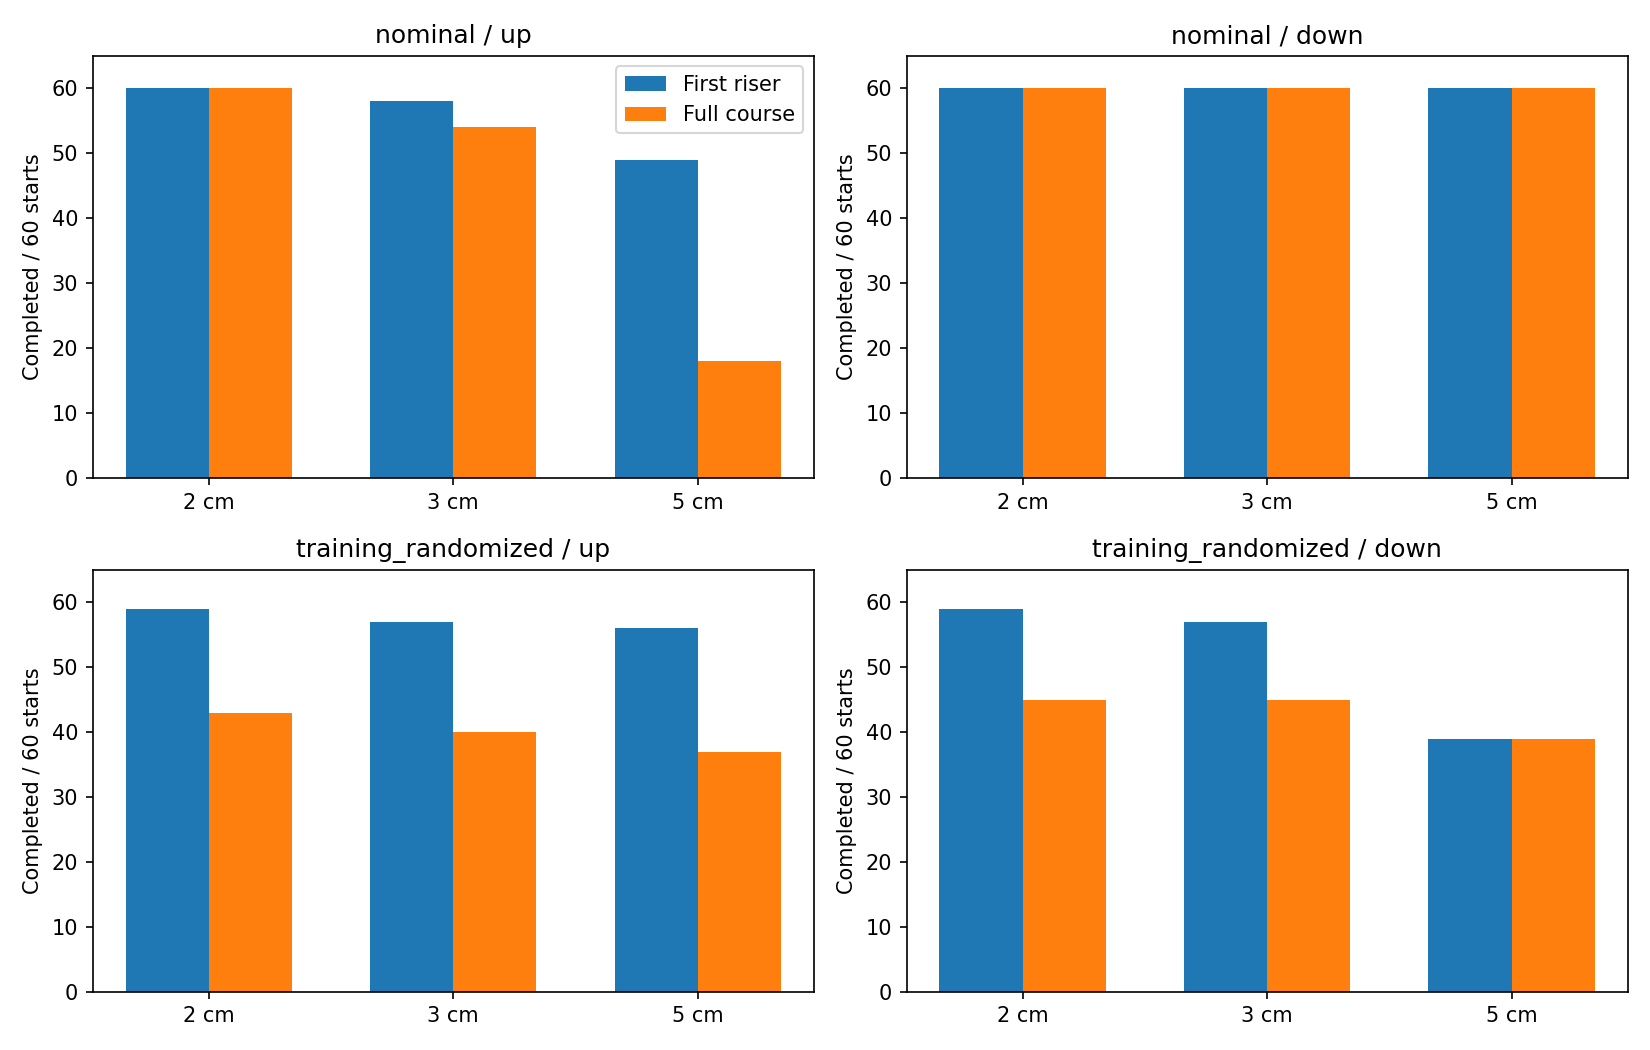 nominal / up
Completed / 60 starts
60
50
40
30
20
10
0
First riser
Full course
2 cm
3 cm
5 cm
nominal / down
Completed / 60 starts
60
50
40
30
20
10
0
2 cm
3 cm
5 cm
training_randomized / up
Completed / 60 starts
60
50
40
30
20
10
0
2 cm
3 cm
5 cm
training_randomized / down
Completed / 60 starts
60
50
40
30
20
10
0
2 cm
3 cm
5 cm